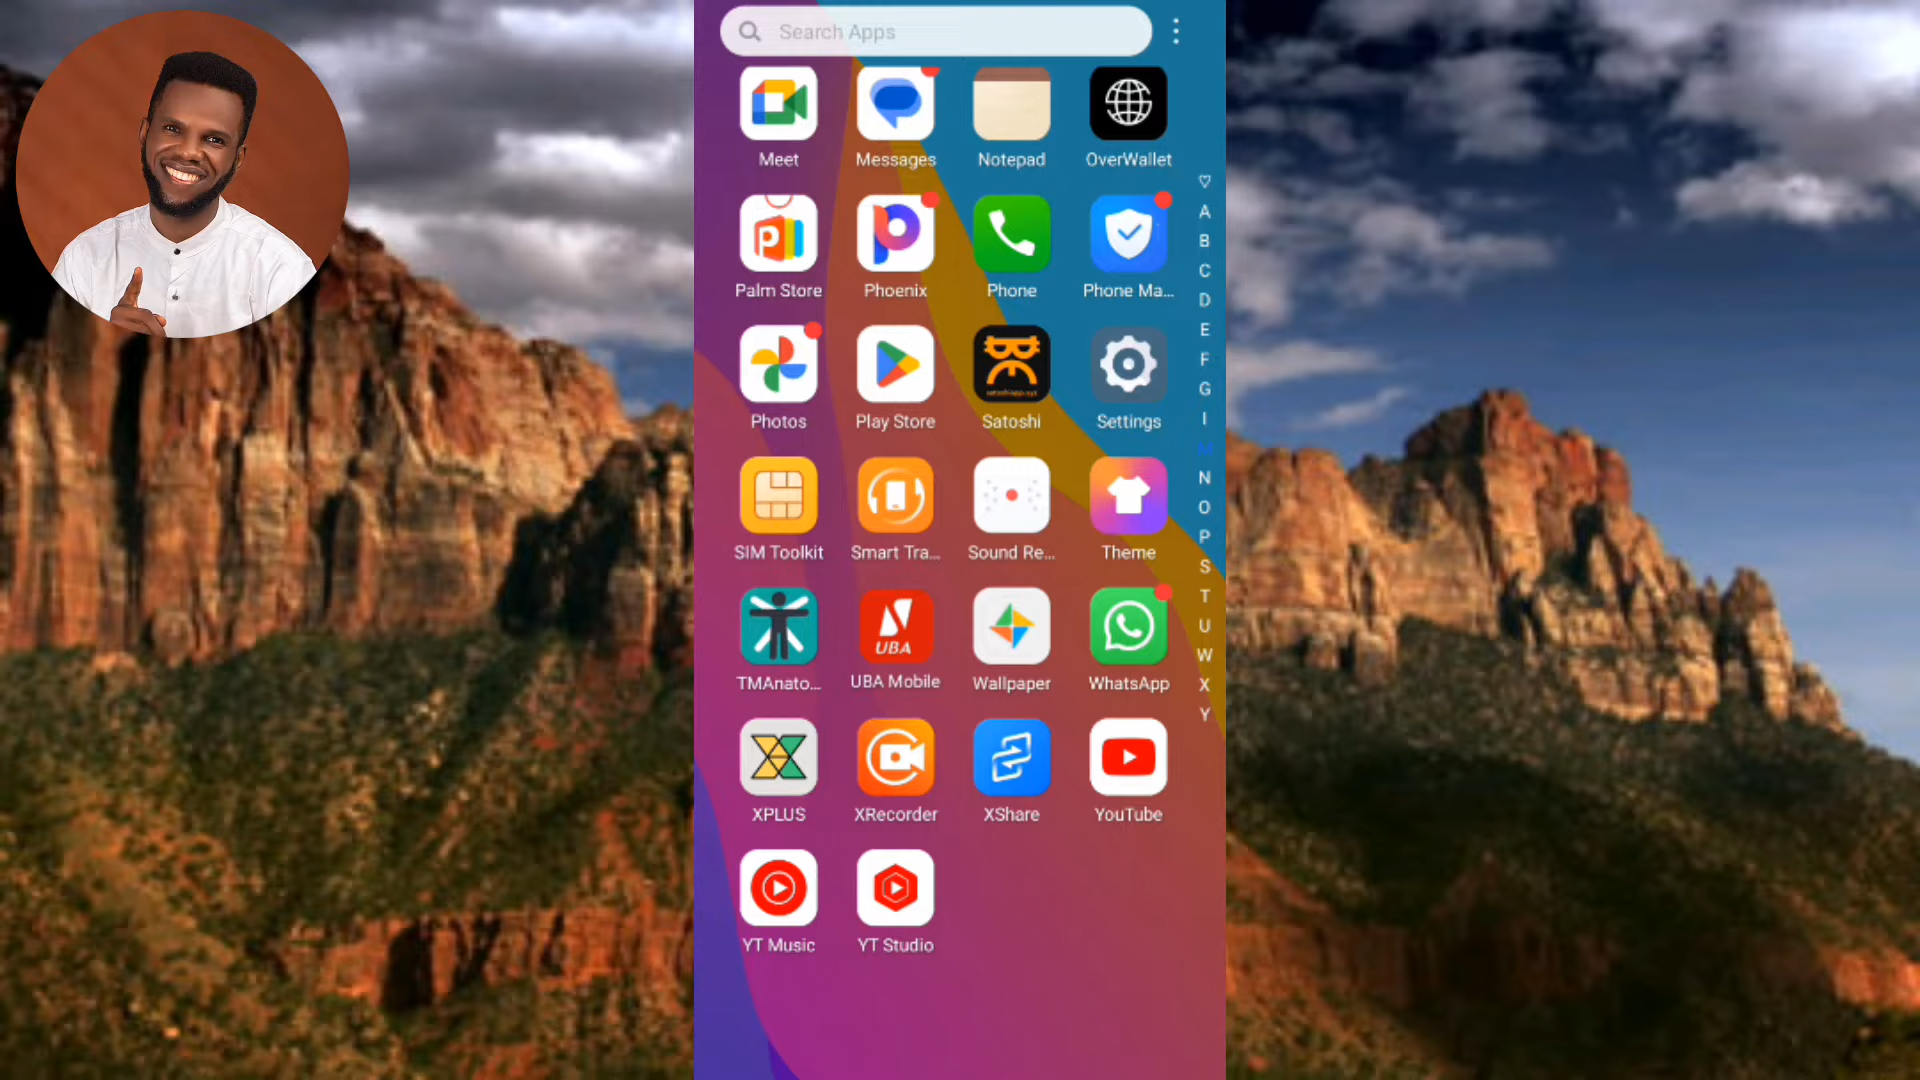 Search Apps
Meet Messages Notepad OverWallet
♡
A
B
C
D
E
F
G
I
M
N
O
P
S
T
U
W
X
Y
Palm Store Phoenix Phone Phone Ma...
Photos Play Store Satoshi Settings
SIM Toolkit Smart Tra... Sound Re... Theme
UBA
TMAnato... UBA Mobile Wallpaper WhatsApp
XPLUS XRecorder XShare YouTube
YT Music YT Studio